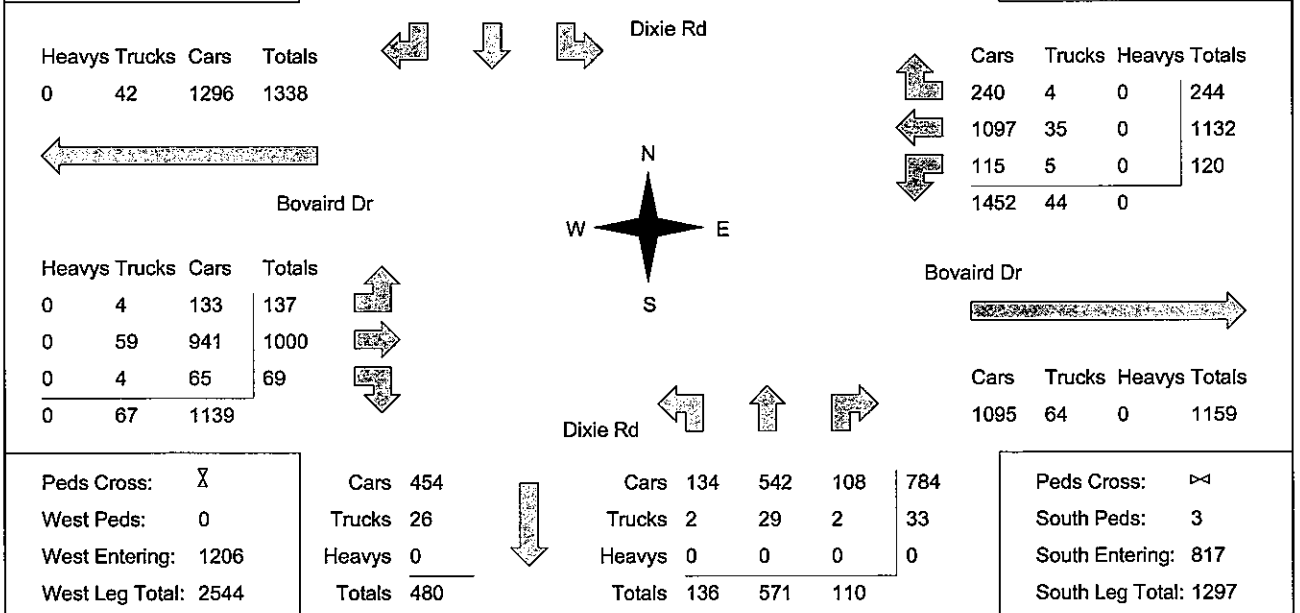 Dixie Rd
Heavys Trucks Cars Totals
0 42 1296 1338
Cars Trucks Heavys Totals
240 4 0 244
1097 35 0 1132
115 5 0 120
1452 44 0
Bovaird Dr
N
W E
S
Heavys Trucks Cars Totals
0 4 133 137
0 59 941 1000
0 4 65 69
0 67 1139
Bovaird Dr
Cars Trucks Heavys Totals
1095 64 0 1159
Dixie Rd
Peds Cross:
West Peds: 0
West Entering: 1206
West Leg Total: 2544
Cars 454
Trucks 26
Heavys 0
Totals 480
Cars 134 542 108 784
Trucks 2 29 2 33
Heavys 0 0 0 0
Totals 136 571 110
Peds Cross:
South Peds: 3
South Entering: 817
South Leg Total: 1297